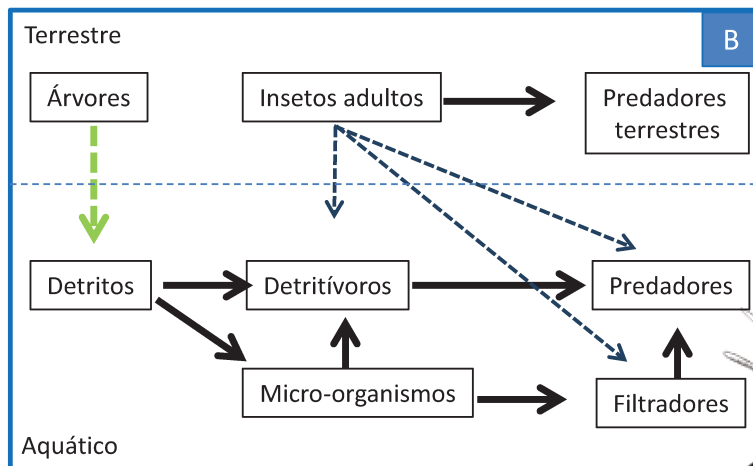 Terrestre
B
Árvores
Insetos adultos
Predadores
terrestres
Detritos
Detritívoros
Predadores
Micro-organismos
Filtradores
Aquático